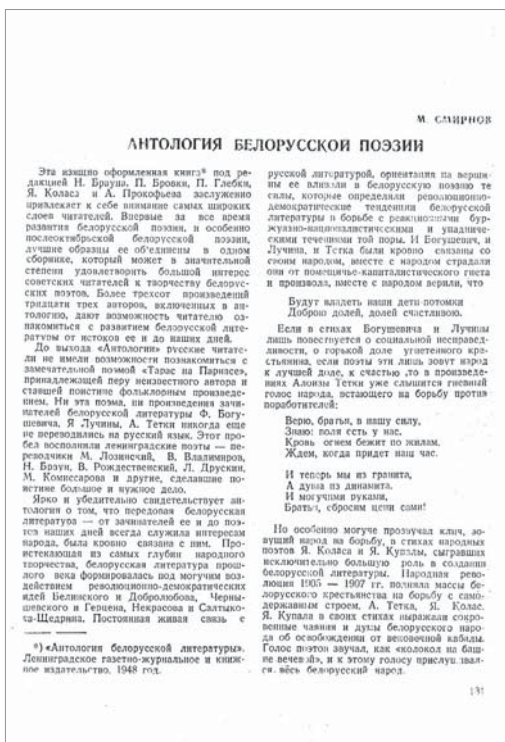 М. СМИРНОВ
АНТОЛОГИЯ БЕЛОРУССКОЙ ПОЭЗИИ
Эта изящно оформленная книга* под ре-
дакцией Н. Брауна, П. Бровки, П. Глебки,
Я. Коласа и А. Прокофьева заслуженно
привлекает к себе внимание самых широких
слоев читателей. Впервые за все время
развития белорусской поэзии, и особенно
послеоктябрьской белорусской поэзии,
лучшие образцы ее объединены в одном
сборнике, который может в значительной
степени удовлетворить большой интерес
советских читателей к творчеству белорус-
ских поэтов. Более трехсот произведений
тридцати трех авторов, включенных в ан-
тологию, дают возможность читателю оз-
накомиться с развитием белорусской лите-
ратуры от истоков ее и до наших дней.
До выхода «Антологии» русские читате-
ли не имели возможности познакомиться с
замечательной поэмой «Тарас на Парнасе»,
принадлежащей перу неизвестного автора и
ставшей поистине фольклорным произведе-
нием. Ни эта поэма, ни произведения зачи-
нателей белорусской литературы Ф. Богу-
шевича, Я Лучины, А. Тетки никогда еще
не переводились на русский язык. Этот про-
бел восполнили ленинградские поэты — пе-
реводчики М. Лозинский, В. Владимиров,
Н. Браун, В. Рождественский, Л. Друскин,
М. Комиссарова и другие, сделавшие по-
истине большое и нужное дело.
Ярко и убедительно свидетельствует ан-
тология о том, что передовая белорусская
литература — от зачинателей ее и до поэ-
тов наших дней всегда служила интересам
народа, была кровно связана с ним. Про-
истекающая из самых глубин народного
творчества, белорусская литература прош-
лого века формировалась под могучим воз-
действием революционно-демократических
идей Белинского и Добролюбова, Черны-
шевского и Герцена, Некрасова и Салтыко-
ва-Щедрина. Постоянная живая связь с
*) «Антология белорусской литературы».
Ленинградское газетно-журнальное и книж-
ное издательство, 1948 год.
русской литературой, ориентация на верши-
ны ее вливали в белорусскую поэзию те
силы, которые определяли революционно-
демократические тенденции белорусской
литературы в борьбе с реакционными бур-
жуазно-националистическими и упадниче-
скими течениями той поры. И Богушевич, и
Лучина, и Тетка были кровно связаны со
своим народом, вместе с народом страдали
они от помещичье-капиталистического гнета
и произвола, вместе с народом верили, что
Будут владеть наши дети-потомки
Доброю долей, долей счастливою.
Если в стихах Богушевича и Лучины
лишь повествуется о социальной несправед-
ливости, о горькой доле угнетенного кре-
стьянина, если поэты эти лишь зовут народ
к лучшей доле, к счастью ,то в произведе-
ниях Алоизы Тетки уже слышится гневный
голос народа, встающего на борьбу против
поработителей:
Верю, братья, в нашу силу,
Знаю: воля есть у нас.
Кровь огнем бежит по жилам,
Ждем, когда придет наш час.
И теперь мы из гранита,
А душа из динамита.
И могучими руками,
Братья, сбросим цепи сами!
Но особенно могуче прозвучал клич, зо-
вущий народ на борьбу, в стихах народных
поэтов Я. Коласа и Я. Купалы, сыгравших
исключительно большую роль в создании
белорусской литературы. Народная рево-
люция 1905 — 1907 гг. подняла массы бе-
лорусского крестьянства на борьбу с само-
державным строем. А. Тетка, Я. Колас,
Я. Купала в своих стихах выражали сокро-
венные чаяния и думы белорусского наро-
да об освобождении от вековечной кабалы.
Голос поэтов звучал, как «колокол на баш-
не вечевой», и к этому голосу прислушивал-
ся весь белорусский народ.
131